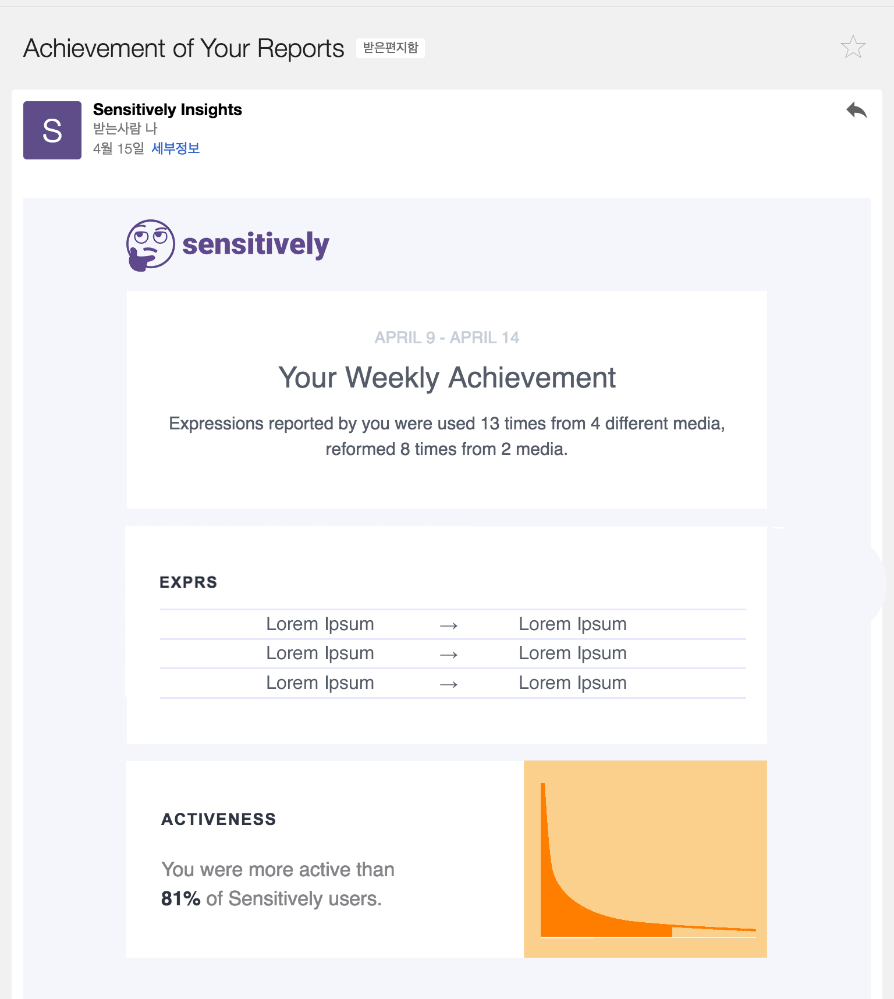 Achievement of Your Reports 받은편지함
S
Sensitively Insights
받는사람 나
4월 15일 세부정보
sensitively
APRIL 9 - APRIL 14
Your Weekly Achievement
Expressions reported by you were used 13 times from 4 different media,
reformed 8 times from 2 media.
EXPRS
Lorem Ipsum → Lorem Ipsum
Lorem Ipsum → Lorem Ipsum
Lorem Ipsum → Lorem Ipsum
ACTIVENESS
You were more active than
81% of Sensitively users.